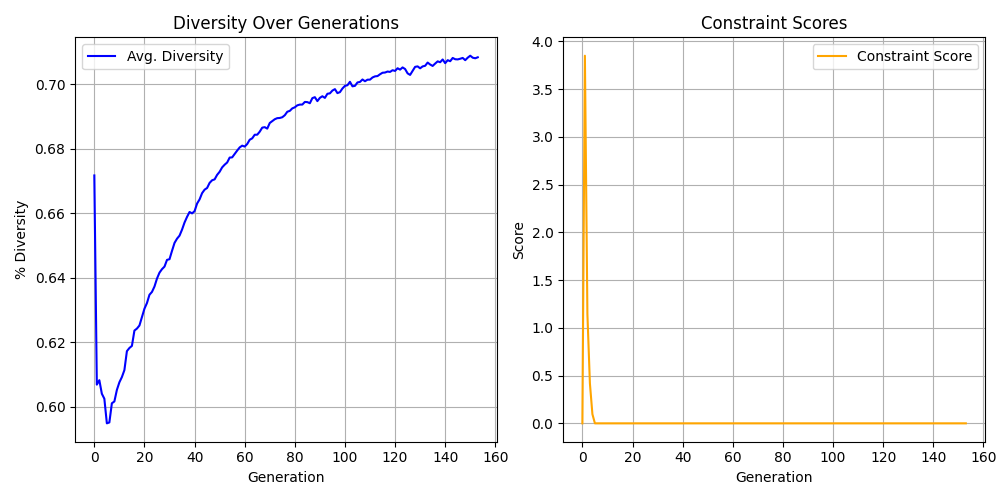 Diversity Over Generations
Avg. Diversity
% Diversity
0.70
0.68
0.66
0.64
0.62
0.60
0 20 40 60 80 100 120 140 160
Generation
Constraint Scores
Constraint Score
Score
4.0
3.5
3.0
2.5
2.0
1.5
1.0
0.5
0.0
0 20 40 60 80 100 120 140 160
Generation